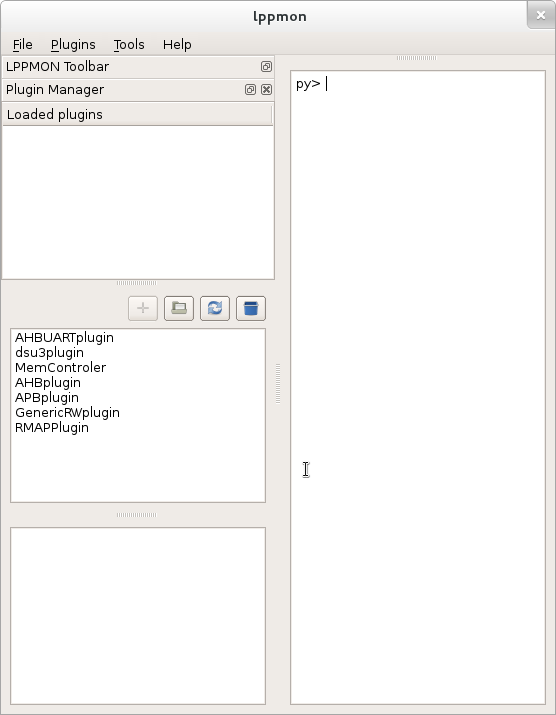 lppmon
File Plugins Tools Help
LPPMON Toolbar
Plugin Manager
Loaded plugins
AHBUARTplugin
dsu3plugin
MemControler
AHBplugin
APBplugin
GenericRWplugin
RMAPPlugin
py>